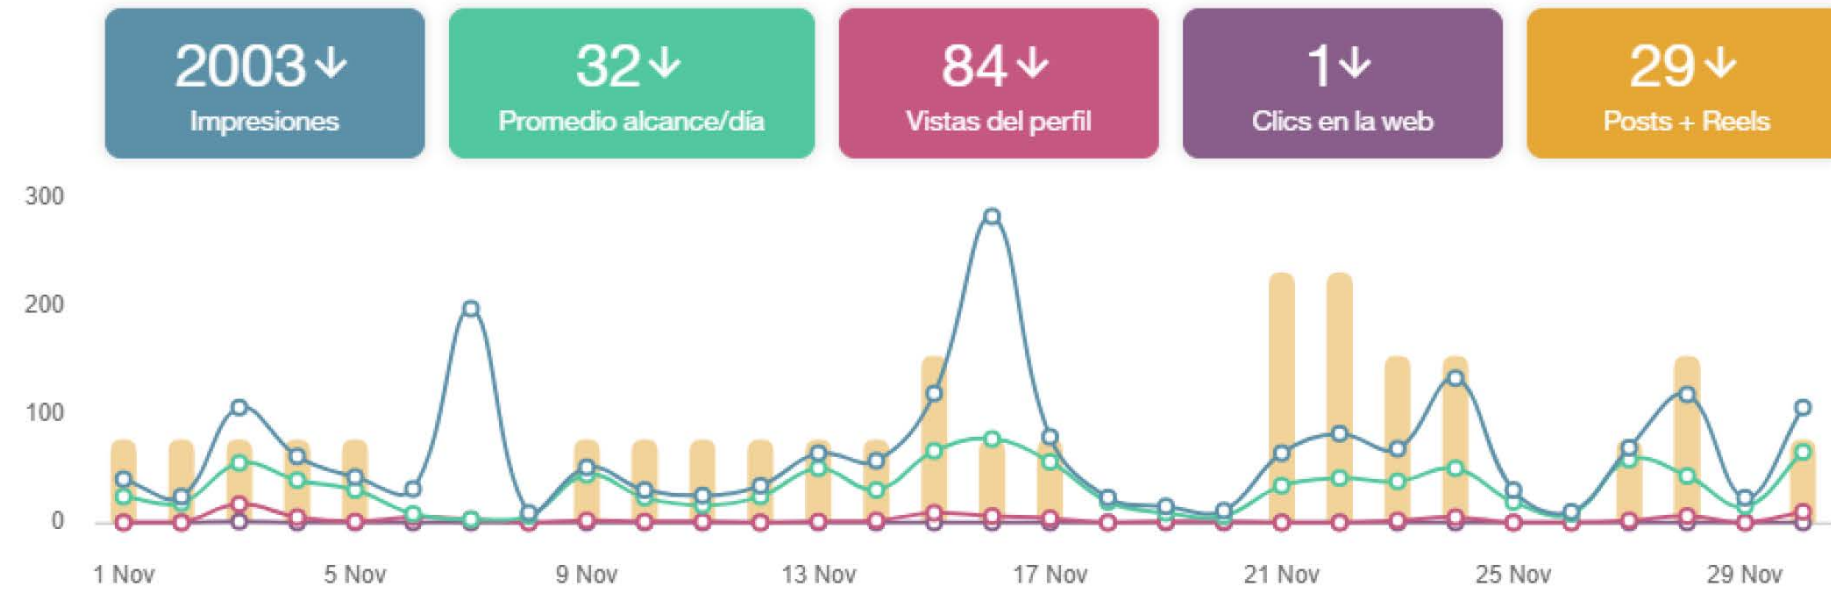 2003↓
Impresiones
32↓
Promedio alcance/día
84↓
Vistas del perfil
1↓
Clics en la web
29↓
Posts + Reels
300
200
100
0
1 Nov
5 Nov
9 Nov
13 Nov
17 Nov
21 Nov
25 Nov
29 Nov